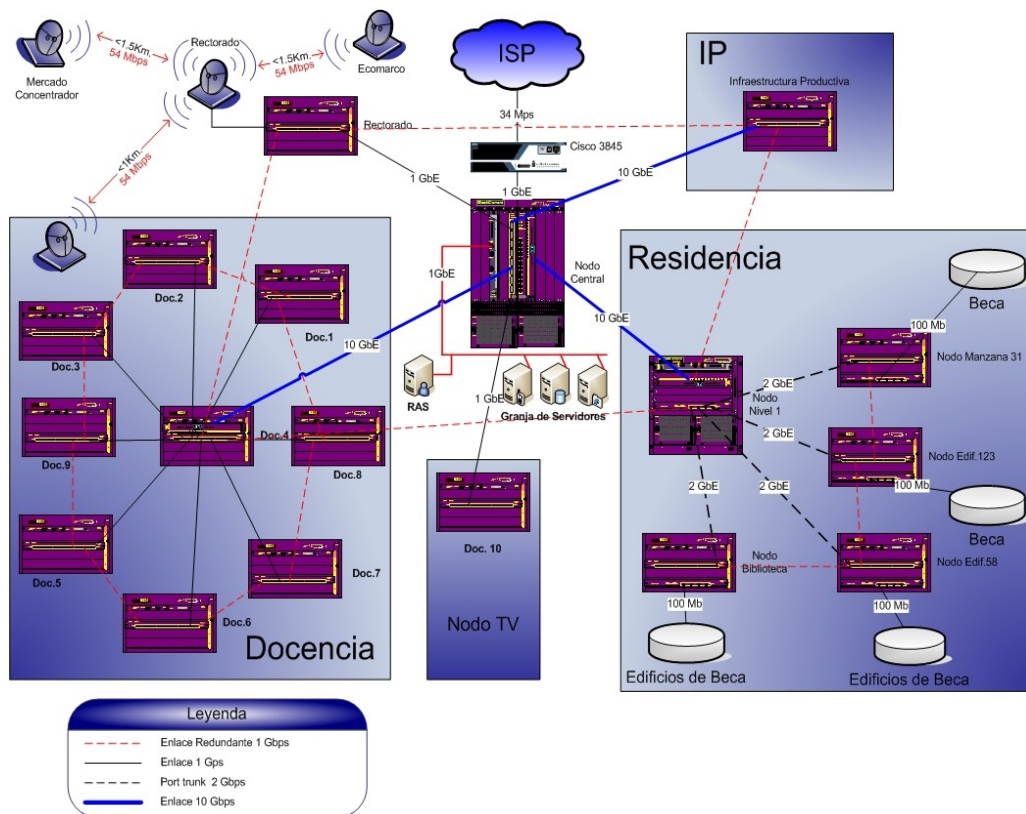 <1.5Km.
54 Mbps
Mercado
Concentrador
Rectorado
<1.5Km.
54 Mbps
Ecomarco
<1Km.
54 Mbps
Rectorado
ISP
34 Mps
Cisco 3845
1 GbE
1 GbE
10 GbE
IP
Infraestructura Productiva
Nodo
Central
1GbE
10 GbE
10 GbE
RAS
Granja de Servidores
1 GbE
Doc.2
Doc.1
Doc.3
Doc.4
Doc.9
Doc.8
Doc.5
Doc.7
Doc.6
Docencia
Doc. 10
Nodo TV
Residencia
Beca
100 Mb
Nodo Manzana 31
2 GbE
Nodo
Nivel 1
2 GbE
Nodo Edif.123
100 Mb
Beca
2 GbE
2 GbE
Nodo
Biblioteca
Nodo Edif.58
100 Mb
100 Mb
Edificios de Beca
Edificios de Beca
Leyenda
Enlace Redundante 1 Gbps
Enlace 1 Gps
Port trunk 2 Gbps
Enlace 10 Gbps